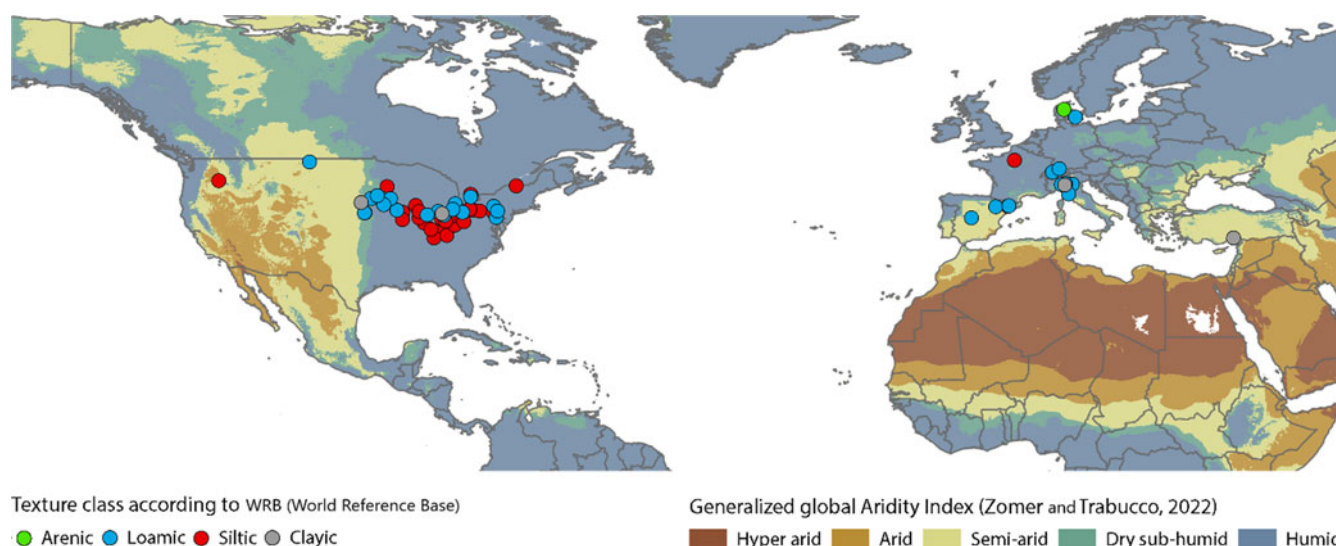 Texture class according to WRB (World Reference Base)
Arenic Loamic Siltic Clayic
Generalized global Aridity Index (Zomer and Trabucco, 2022)
Hyper arid Arid Semi-arid Dry sub-humid Humid